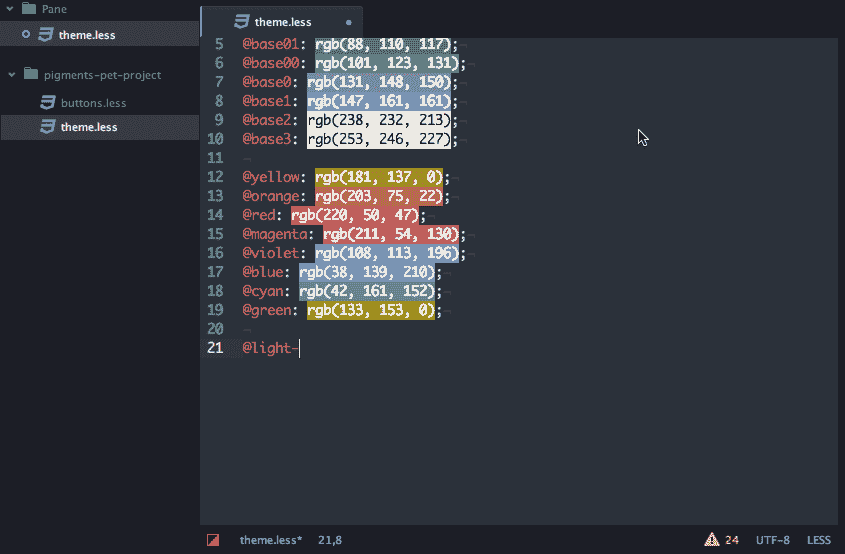 Pane
theme.less
pigments-pet-project
buttons.less
theme.less
theme.less
5 @base01: rgb(88, 110, 117);
6 @base00: rgb(101, 123, 131);
7 @base0: rgb(131, 148, 150);
8 @base1: rgb(147, 161, 161);
9 @base2: rgb(238, 232, 213);
10 @base3: rgb(253, 246, 227);
11
12 @yellow: rgb(181, 137, 0);
13 @orange: rgb(203, 75, 22);
14 @red: rgb(220, 50, 47);
15 @magenta: rgb(211, 54, 130);
16 @violet: rgb(108, 113, 196);
17 @blue: rgb(38, 139, 210);
18 @cyan: rgb(42, 161, 152);
19 @green: rgb(133, 153, 0);
20
21 @light-
theme.less* 21,8 24 UTF-8 LESS